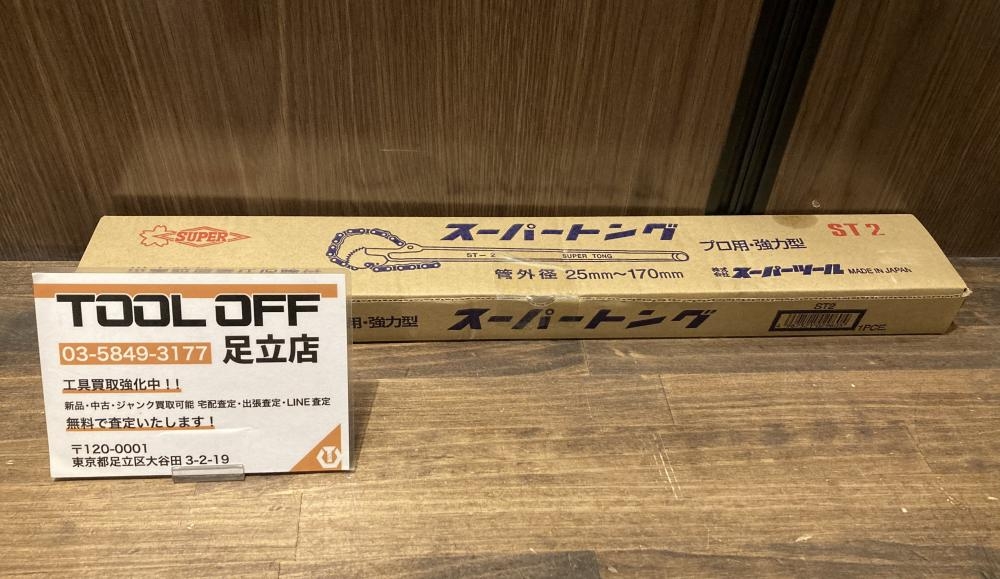 SUPER
スーパートング
ST-2 SUPER TONG
管外径 25mm～170mm
プロ用・強力型
ST2
株式会社 スーパーツール MADE IN JAPAN
用・強力型 スーパートング
ST2
1PCE
TOOL OFF
03-5849-3177 足立店
工具買取強化中！！
新品・中古・ジャンク買取可能 宅配査定・出張査定・LINE査定
無料で査定いたします！
〒120-0001
東京都足立区大谷田 3-2-19